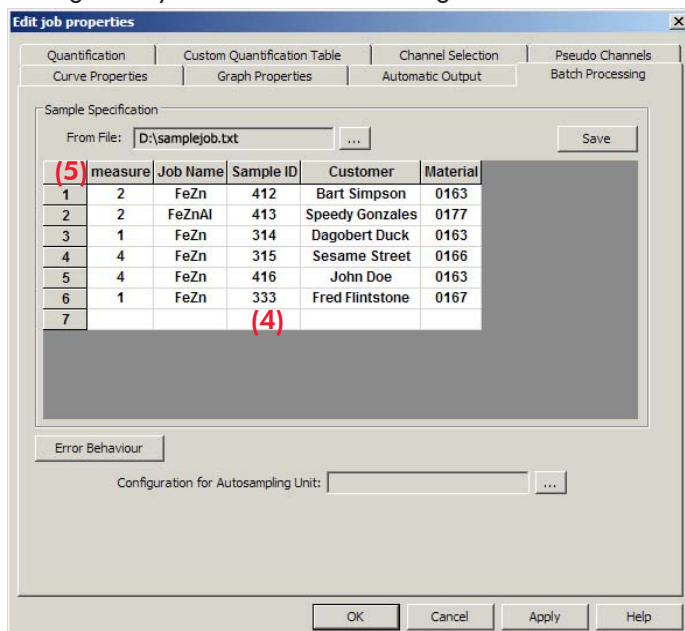 Edit job properties
Quantification Custom Quantification Table Channel Selection Pseudo Channels
Curve Properties Graph Properties Automatic Output Batch Processing
Sample Specification
From File: D:\samplejob.txt ... Save
(5) measure Job Name Sample ID Customer Material
1 2 FeZn 412 Bart Simpson 0163
2 2 FeZnAl 413 Speedy Gonzales 0177
3 1 FeZn 314 Dagobert Duck 0163
4 4 FeZn 315 Sesame Street 0166
5 4 FeZn 416 John Doe 0163
6 1 FeZn 333 Fred Flintstone 0167
7 (4)
Error Behaviour
Configuration for Autosampling Unit: ...
OK Cancel Apply Help